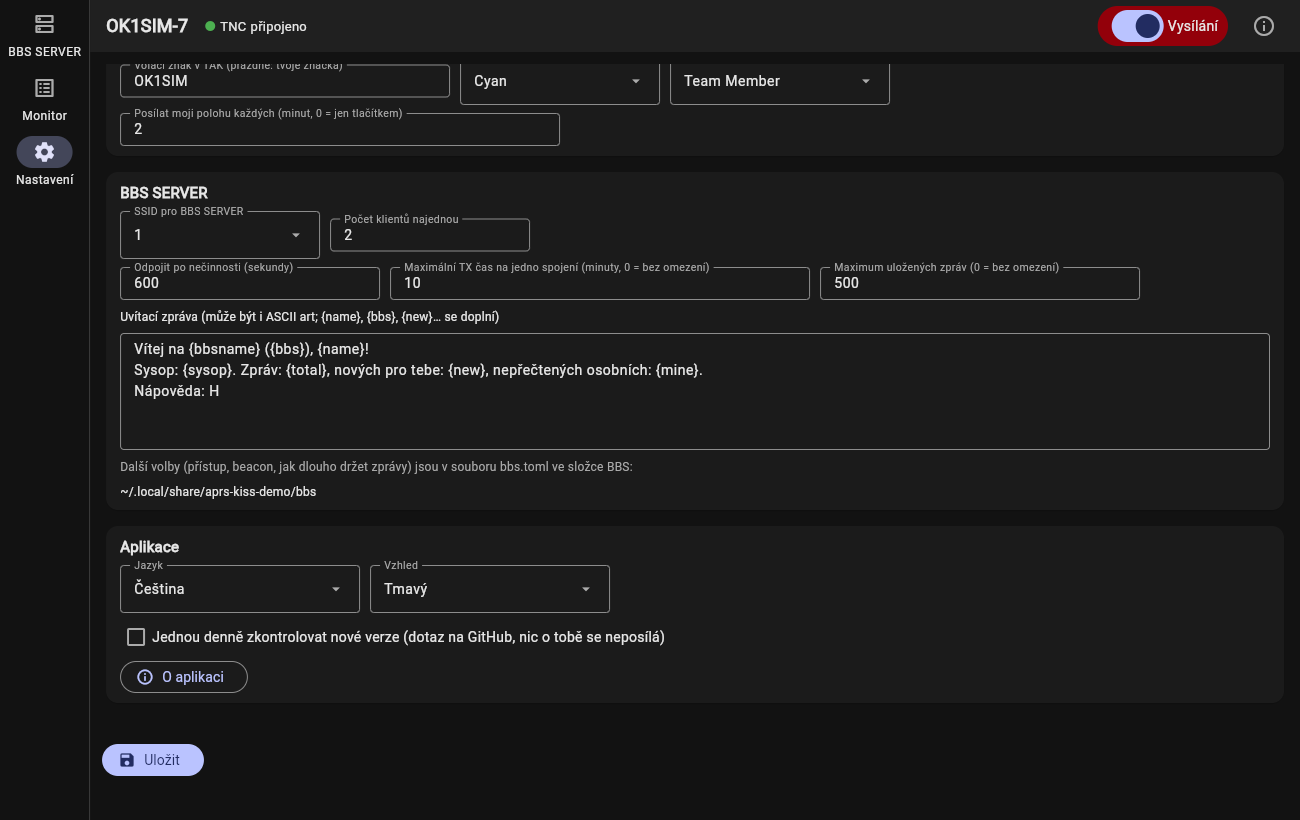 OK1SIM-7
TNC připojeno
Vysílání
BBS SERVER
Monitor
Nastavení
Volací znak v TAK (prázdné: tvoje značka)
OK1SIM
Cyan
Team Member
Posílat moji polohu každých (minut, 0 = jen tlačítkem)
2
BBS SERVER
SSID pro BBS SERVER
1
Počet klientů najednou
2
Odpojit po nečinnosti (sekundy)
600
Maximální TX čas na jedno spojení (minuty, 0 = bez omezení)
10
Maximum uložených zpráv (0 = bez omezení)
500
Uvítací zpráva (může být i ASCII art; {name}, {bbs}, {new}… se doplní)
Vítej na {bbsname} ({bbs}), {name}!
Sysop: {sysop}. Zpráv: {total}, nových pro tebe: {new}, nepřečtených osobních: {mine}.
Nápověda: H
Další volby (přístup, beacon, jak dlouho držet zprávy) jsou v souboru bbs.toml ve složce BBS:
~/.local/share/aprs-kiss-demo/bbs
Aplikace
Jazyk
Čeština
Vzhled
Tmavý
Jednou denně zkontrolovat nové verze (dotaz na GitHub, nic o tobě se neposílá)
O aplikaci
Uložit